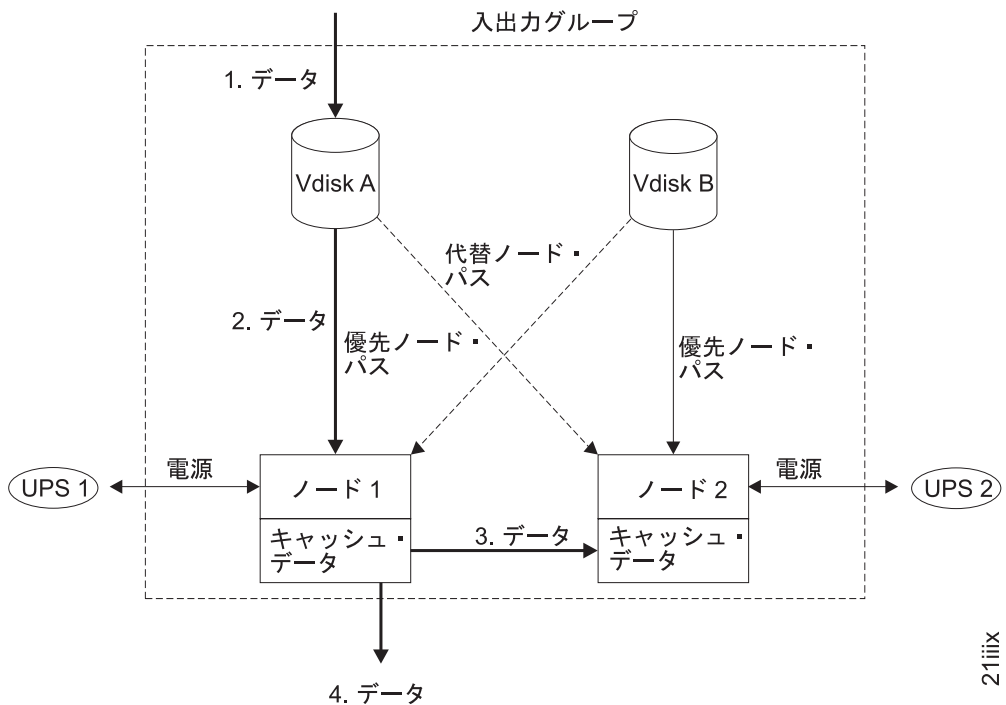 入出力グループ
1. データ
Vdisk A
Vdisk B
代替ノード・
パス
2. データ
優先ノード・
パス
優先ノード・
パス
UPS 1
電源
ノード 1
ノード 2
電源
UPS 2
キャッシュ・
データ
3. データ
キャッシュ・
データ
4. データ
21iiix